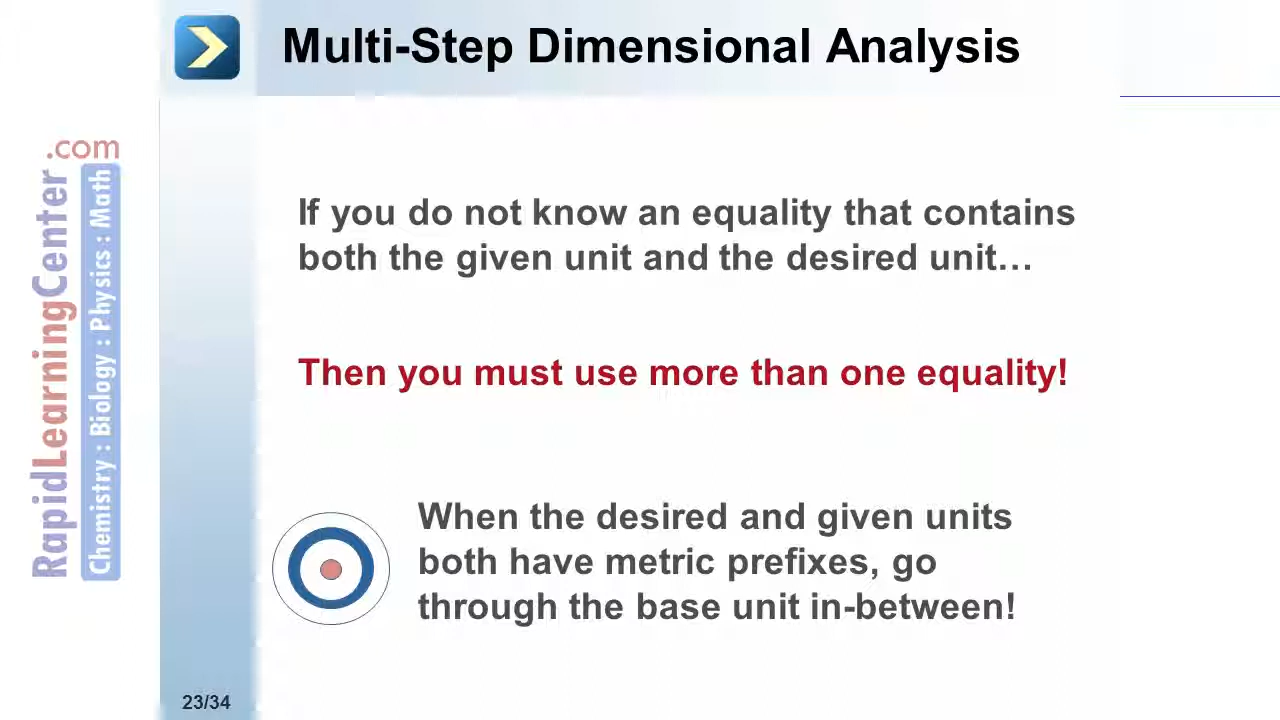 Multi-Step Dimensional Analysis
.com
RapidLearningCenter
Chemistry : Biology : Physics : Math
If you do not know an equality that contains
both the given unit and the desired unit…
Then you must use more than one equality!
When the desired and given units
both have metric prefixes, go
through the base unit in-between!
23/34